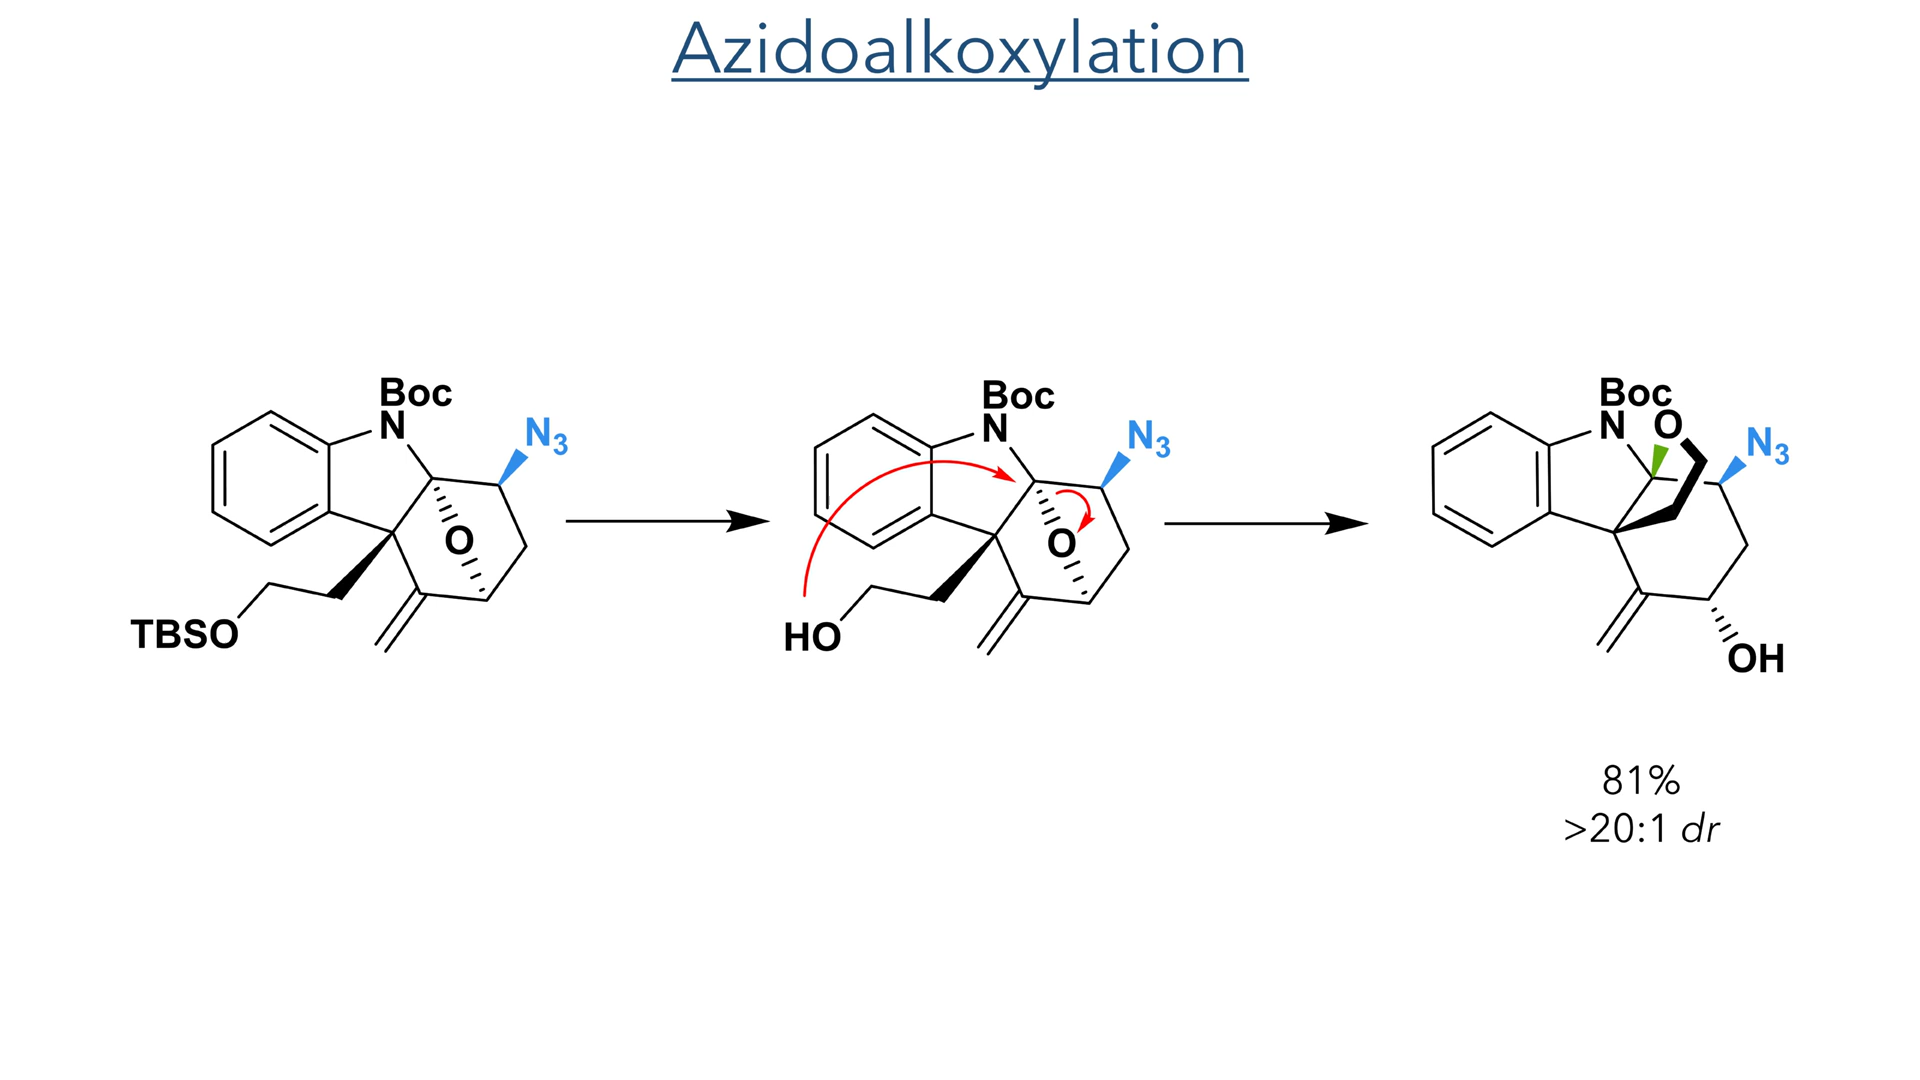 Azidoalkoxylation
Boc
N
N3
O
TBSO
Boc
N
N3
O
HO
Boc
N
O
N3
OH
81%
>20:1 dr